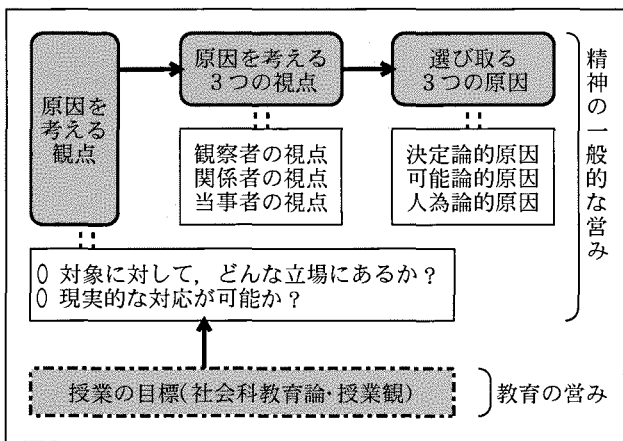 原因を
考える
観点
原因を考える
3つの視点
選び取る
3つの原因
観察者の視点
関係者の視点
当事者の視点
決定論的原因
可能論的原因
人為論的原因
精神の一般的な営み
0 対象に対して，どんな立場にあるか？
0 現実的な対応が可能か？
授業の目標(社会科教育論・授業観)
教育の営み